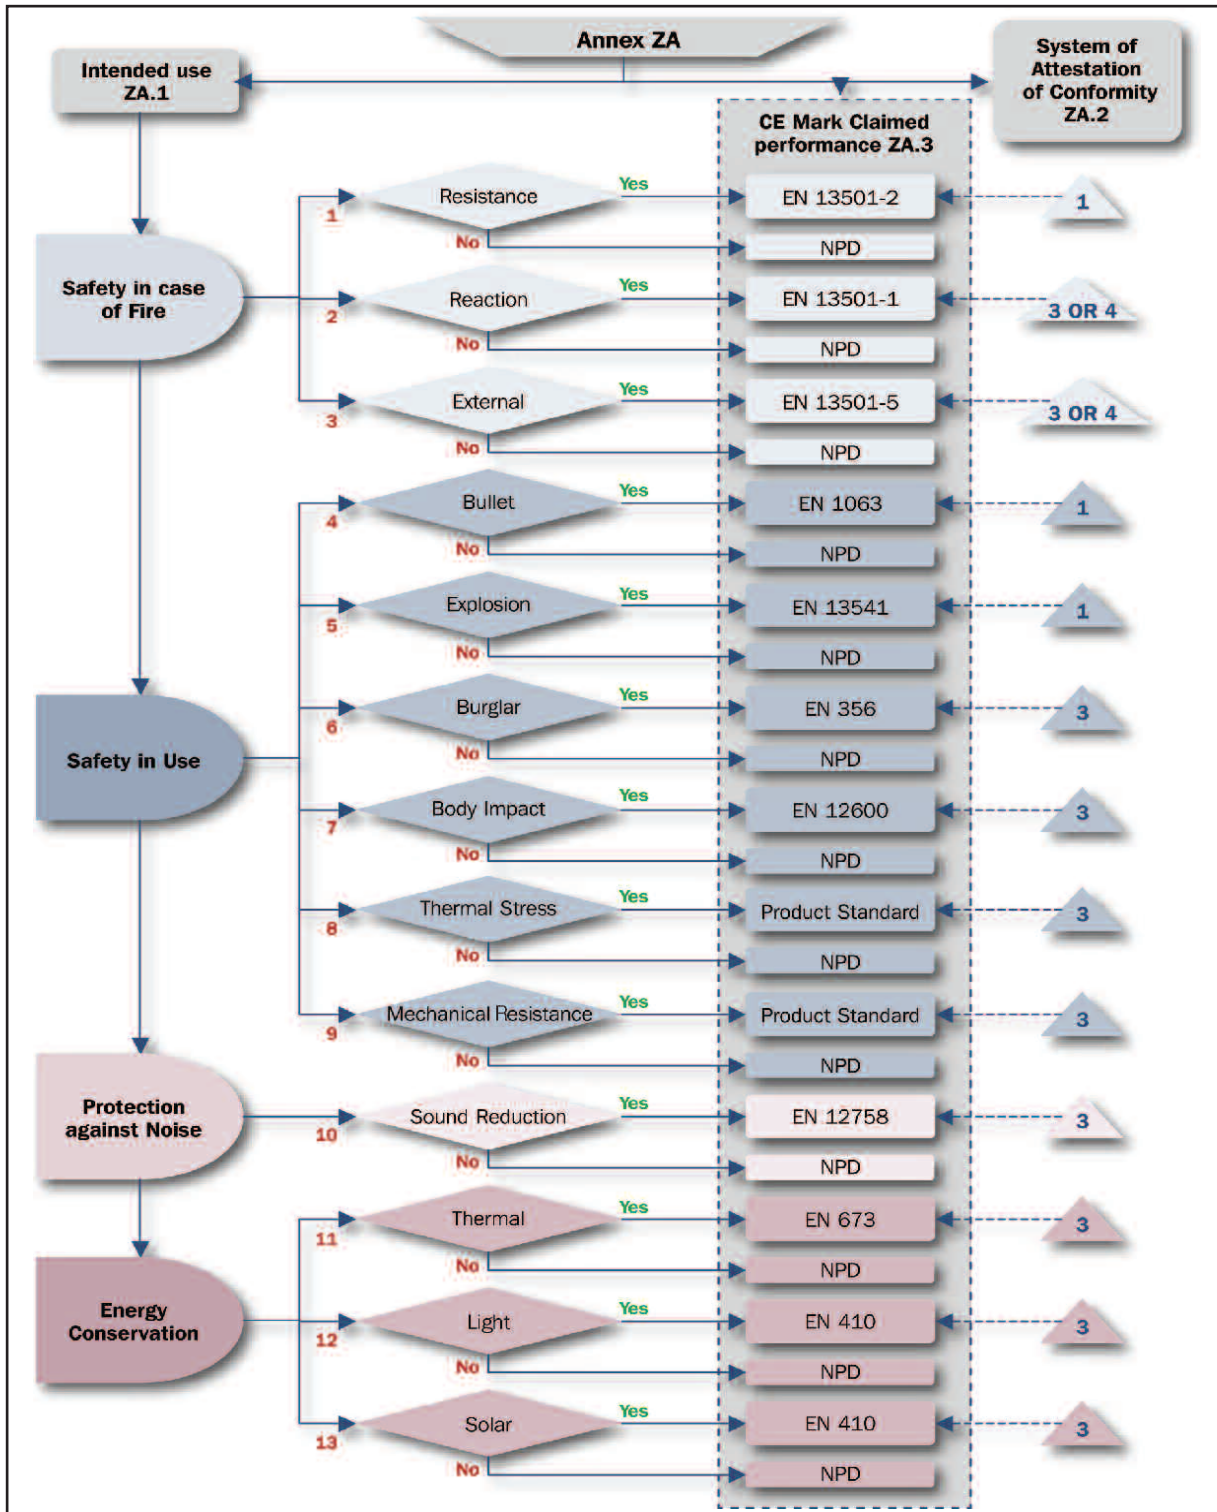 Annex ZA
Intended use
ZA.1
System of
Attestation
of Conformity
ZA.2
CE Mark Claimed
performance ZA.3
Safety in case
of Fire
1
Resistance
Yes
EN 13501-2
1
No
NPD
2
Reaction
Yes
EN 13501-1
3 OR 4
No
NPD
3
External
Yes
EN 13501-5
3 OR 4
No
NPD
Safety in Use
4
Bullet
Yes
EN 1063
1
No
NPD
5
Explosion
Yes
EN 13541
1
No
NPD
6
Burglar
Yes
EN 356
3
No
NPD
7
Body Impact
Yes
EN 12600
3
No
NPD
8
Thermal Stress
Yes
Product Standard
3
No
NPD
9
Mechanical Resistance
Yes
Product Standard
3
No
NPD
Protection
against Noise
10
Sound Reduction
Yes
EN 12758
3
No
NPD
Energy
Conservation
11
Thermal
Yes
EN 673
3
No
NPD
12
Light
Yes
EN 410
3
No
NPD
13
Solar
Yes
EN 410
3
No
NPD